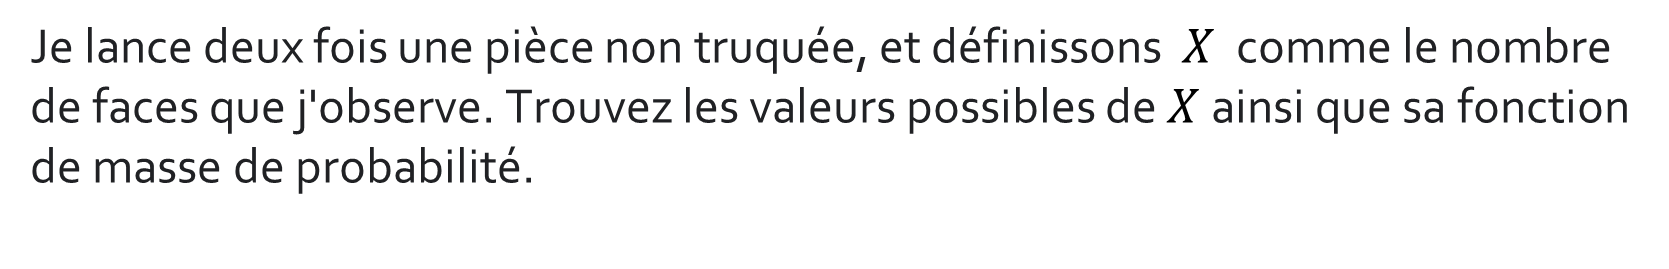 Je lance deux fois une pièce non truquée, et définissons X comme le nombre
de faces que j'observe. Trouvez les valeurs possibles de X ainsi que sa fonction
de masse de probabilité.